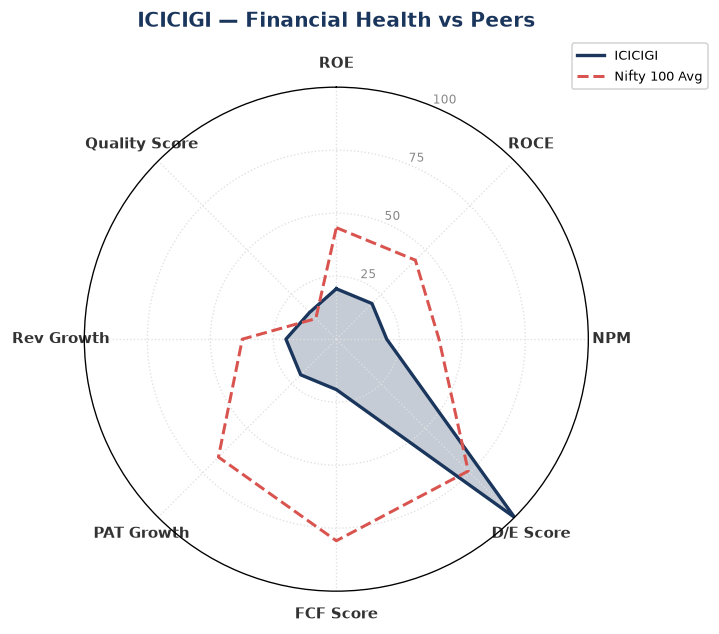 ICICIGI — Financial Health vs Peers
ICICIGI
Nifty 100 Avg
ROE
100
Quality Score
ROCE
75
50
25
Rev Growth
NPM
PAT Growth
D/E Score
FCF Score